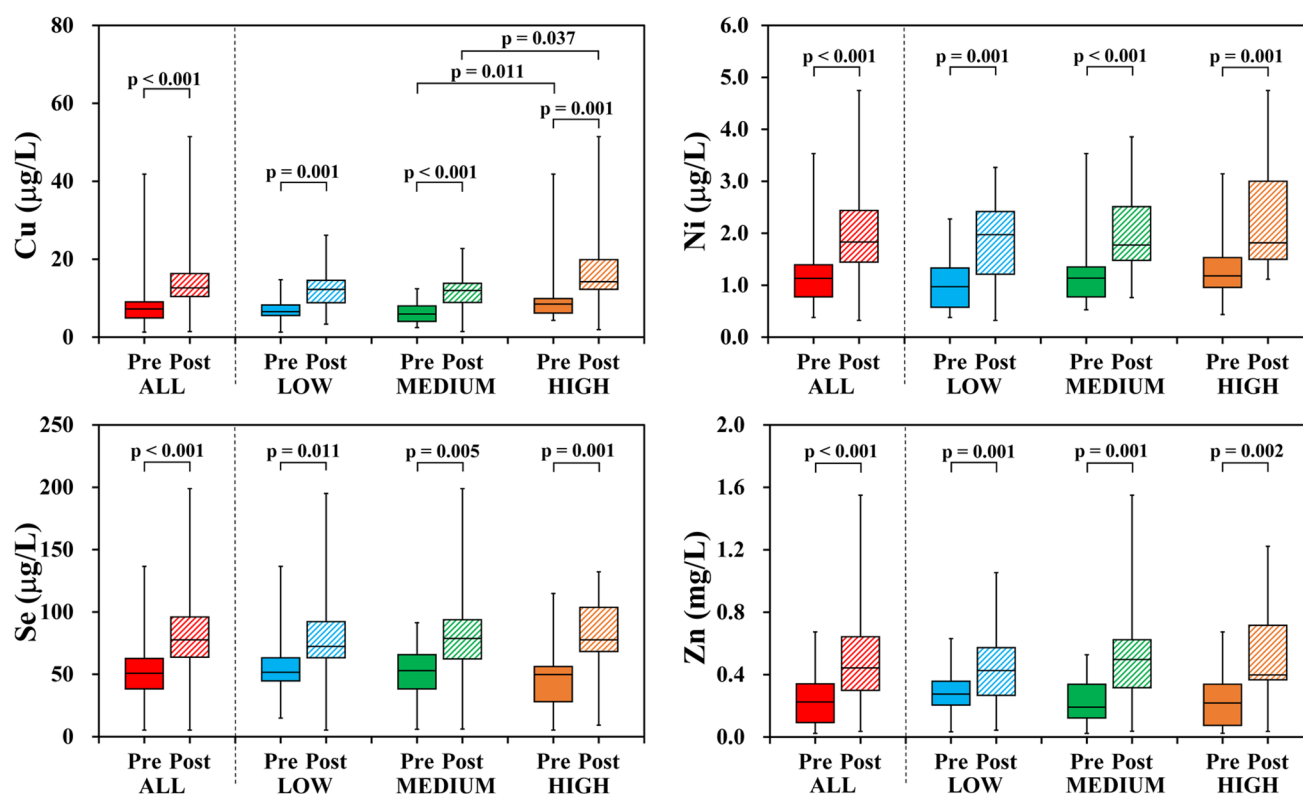 Cu (µg/L)
80
60
40
20
0
p < 0.001
p = 0.001
p < 0.001
p = 0.011
p = 0.037
p = 0.001
Pre Post Pre Post Pre Post Pre Post
ALL LOW MEDIUM HIGH
Ni (µg/L)
6.0
5.0
4.0
3.0
2.0
1.0
0.0
p < 0.001 p = 0.001 p < 0.001 p = 0.001
Pre Post Pre Post Pre Post Pre Post
ALL LOW MEDIUM HIGH
Se (µg/L)
250
200
150
100
50
0
p < 0.001 p = 0.011 p = 0.005 p = 0.001
Pre Post Pre Post Pre Post Pre Post
ALL LOW MEDIUM HIGH
Zn (mg/L)
2.0
1.6
1.2
0.8
0.4
0.0
p < 0.001 p = 0.001 p = 0.001 p = 0.002
Pre Post Pre Post Pre Post Pre Post
ALL LOW MEDIUM HIGH